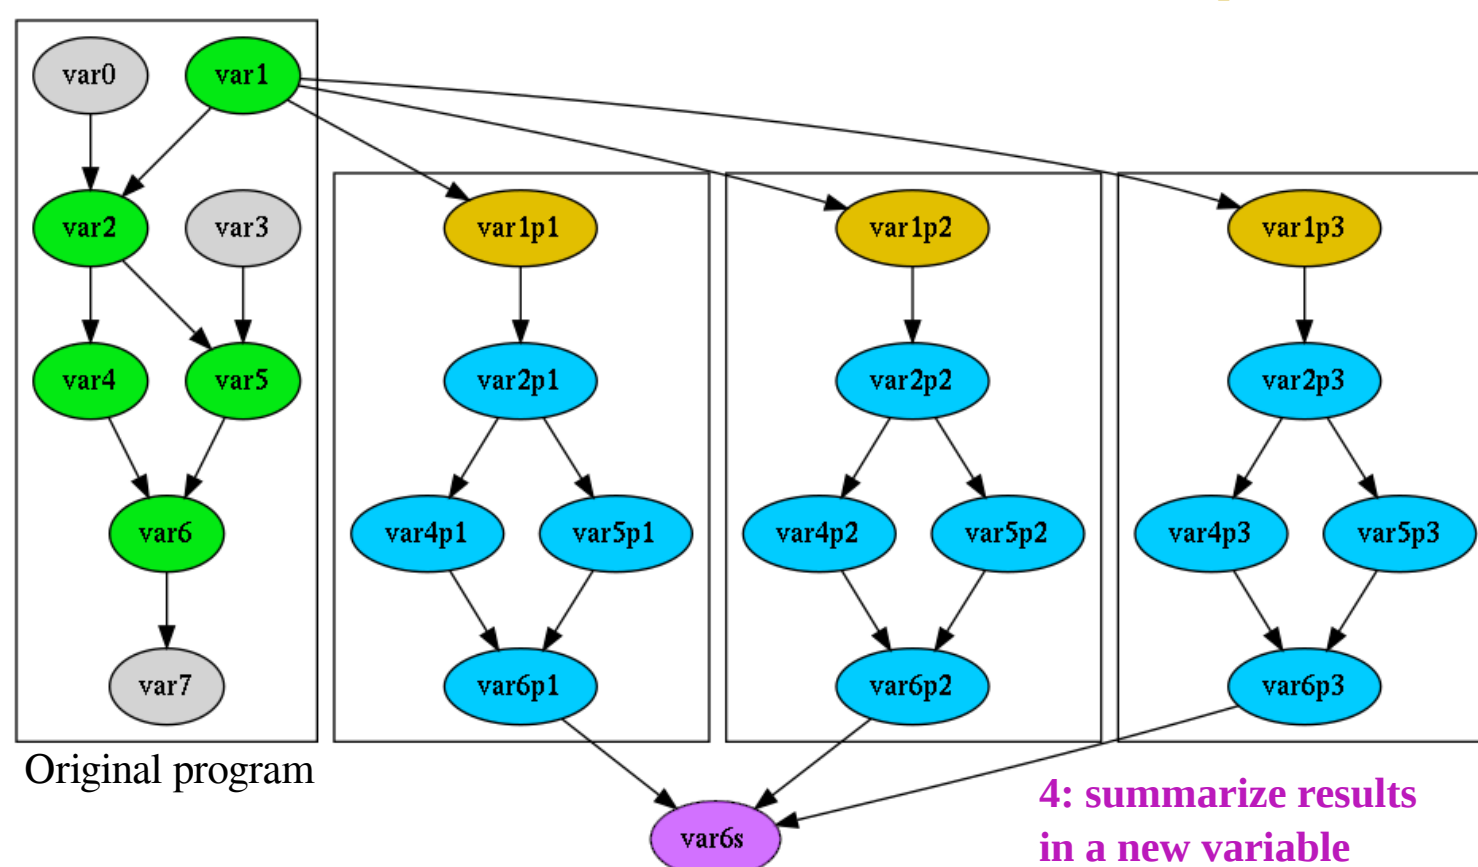 var0
var1
var2
var3
var1p1
var1p2
var1p3
var4
var5
var2p1
var2p2
var2p3
var6
var4p1
var5p1
var4p2
var5p2
var4p3
var5p3
var7
var6p1
var6p2
var6p3
Original program
var6s
4: summarize results
in a new variable